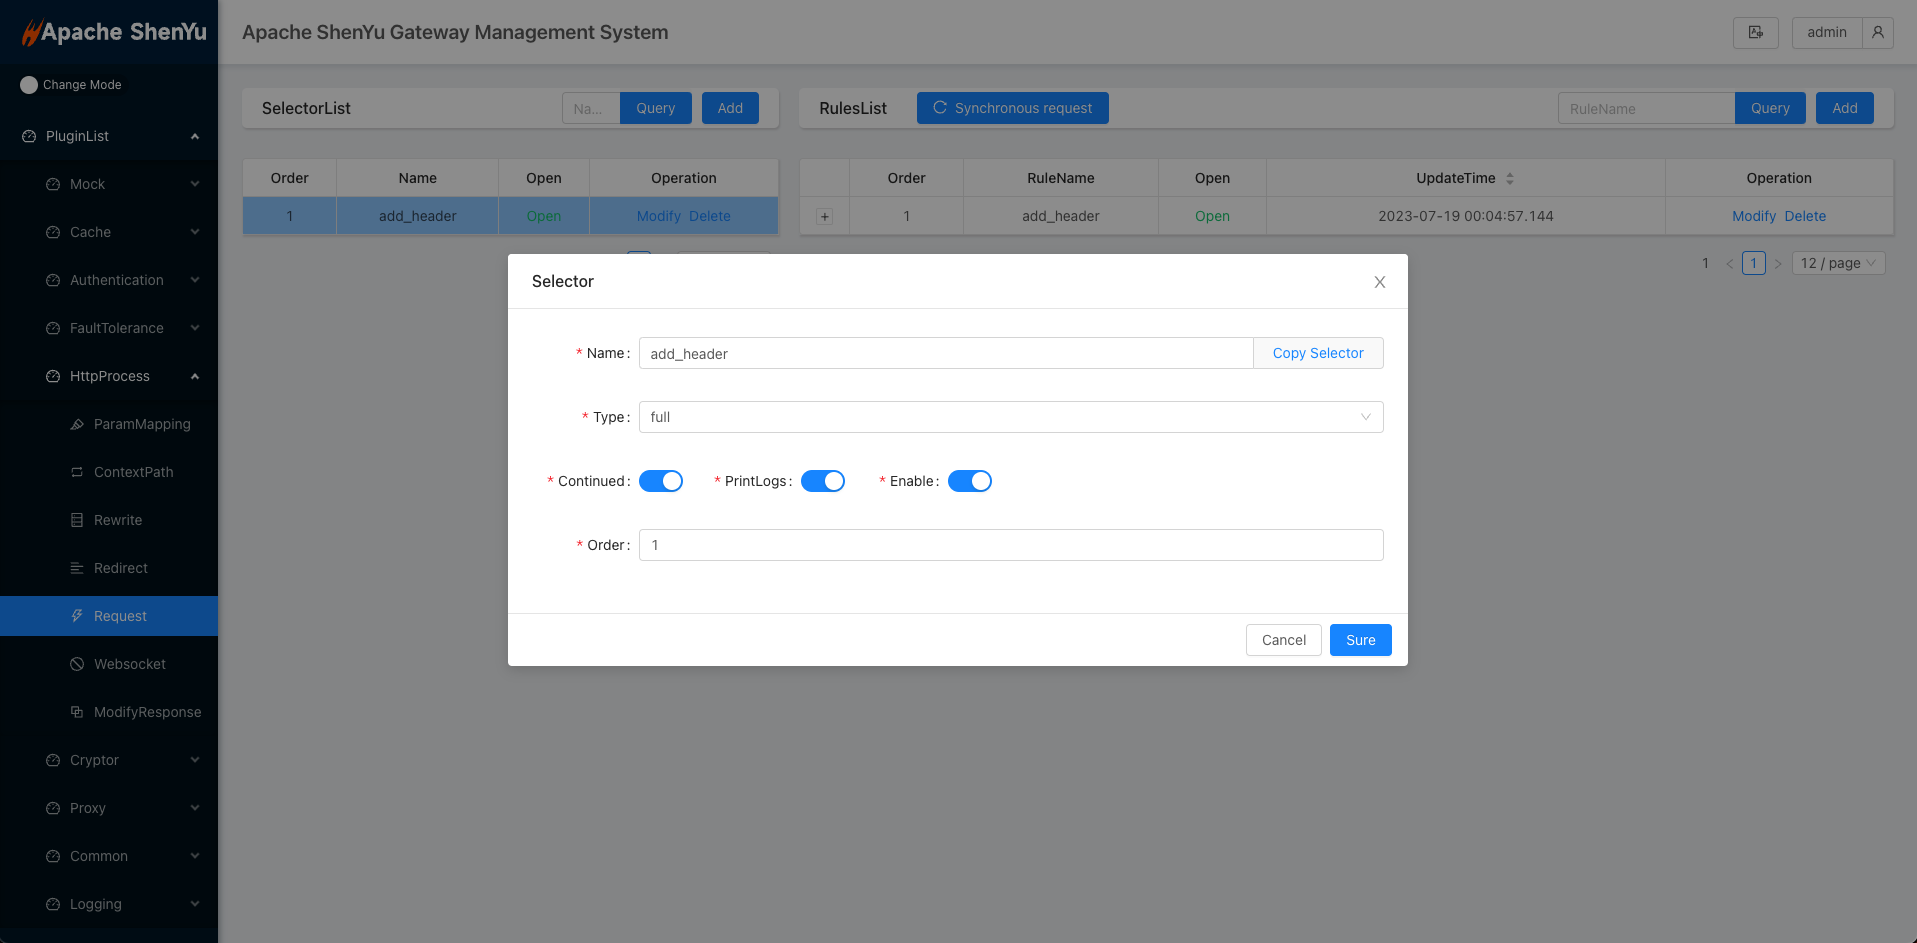 Apache ShenYu
Apache ShenYu Gateway Management System
admin
Change Mode
PluginList
Mock
Cache
Authentication
FaultTolerance
HttpProcess
ParamMapping
ContextPath
Rewrite
Redirect
Request
Websocket
ModifyResponse
Cryptor
Proxy
Common
Logging
SelectorList
Na...
Query
Add
Order Name Open Operation
1 add_header Open Modify Delete
RulesList
Synchronous request
RuleName
Query
Add
Order RuleName Open UpdateTime Operation
+ 1 add_header Open 2023-07-19 00:04:57.144 Modify Delete
1 < 1 > 12 / page
Selector
* Name: add_header Copy Selector
* Type: full
* Continued: * PrintLogs: * Enable:
* Order: 1
Cancel Sure